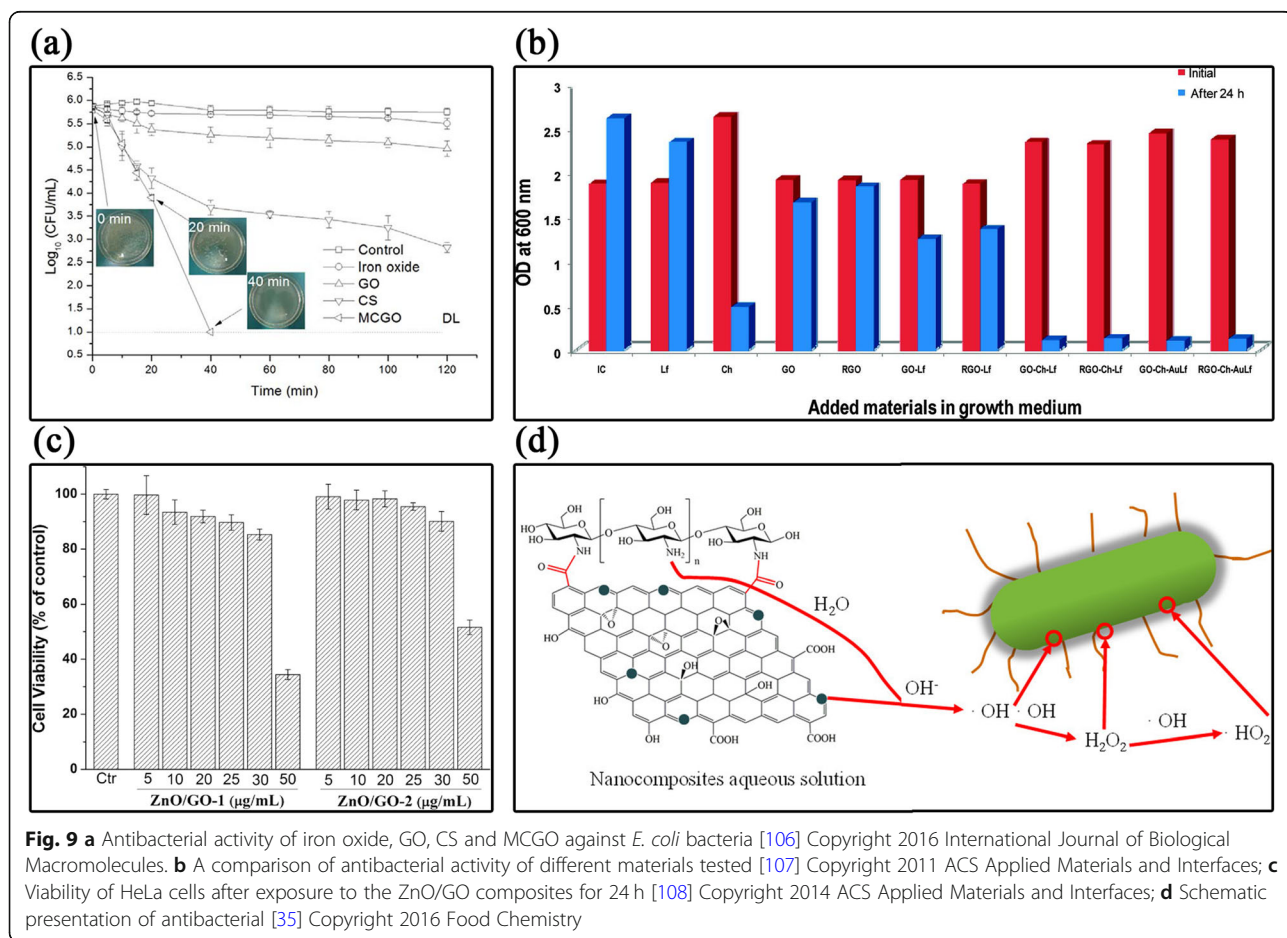 (a)
6.5
6.0
5.5
5.0
4.5
4.0
3.5
3.0
2.5
2.0
1.5
1.0
0.5
Log₁₀ (CFU/mL)
0 min
20 min
40 min
Control
Iron oxide
GO
CS
MCGO
DL
0 20 40 60 80 100 120
Time (min)
(b)
Initial
After 24 h
3
2.5
2
1.5
1
0.5
0
OD at 600 nm
IC Lf Ch GO RGO GO-Lf RGO-Lf GO-Ch-Lf RGO-Ch-Lf GO-Ch-AuLf RGO-Ch-AuLf
Added materials in growth medium
(c)
100
80
60
40
20
0
Cell Viability (% of control)
Ctr 5 10 20 25 30 50 5 10 20 25 30 50
ZnO/GO-1 (μg/mL) ZnO/GO-2 (μg/mL)
(d)
OH OH OH
HO HO O O O OH
HO HO HO
NH NH₂ n NH
O O
H₂O
O O
HO
COOH
OH
OH
HO OH COOH
OH COOH COOH
OH⁻
· OH · OH
H₂O₂
· OH
· HO₂
Nanocomposites aqueous solution
Fig. 9 a Antibacterial activity of iron oxide, GO, CS and MCGO against E. coli bacteria [106] Copyright 2016 International Journal of Biological
Macromolecules. b A comparison of antibacterial activity of different materials tested [107] Copyright 2011 ACS Applied Materials and Interfaces; c
Viability of HeLa cells after exposure to the ZnO/GO composites for 24 h [108] Copyright 2014 ACS Applied Materials and Interfaces; d Schematic
presentation of antibacterial [35] Copyright 2016 Food Chemistry